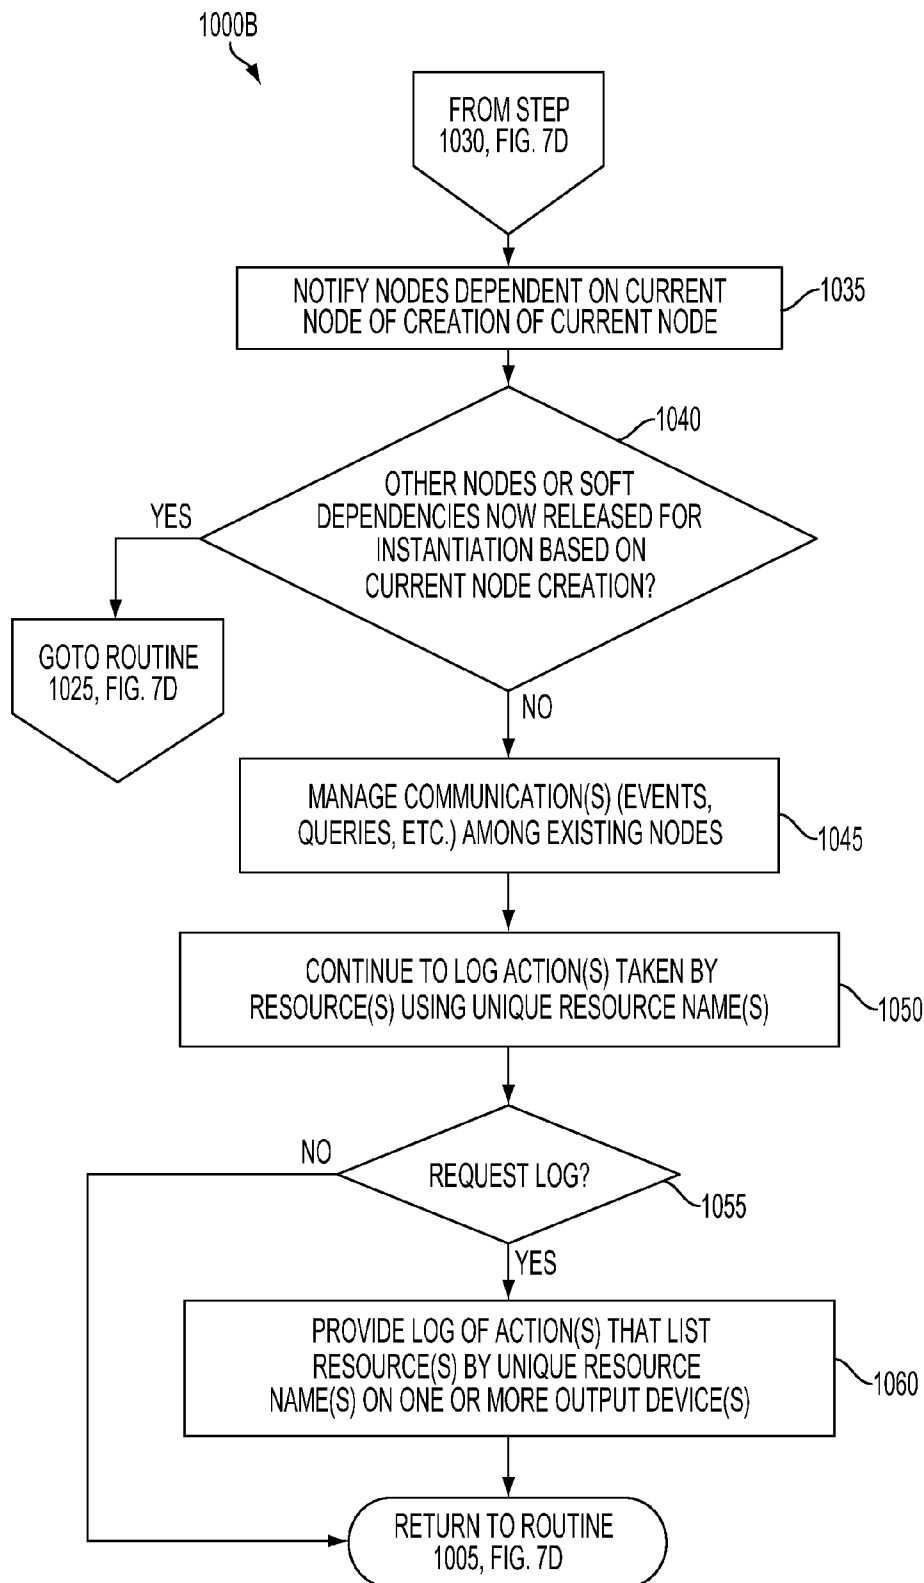 1000B
FROM STEP
1030, FIG. 7D
NOTIFY NODES DEPENDENT ON CURRENT
NODE OF CREATION OF CURRENT NODE
1035
1040
OTHER NODES OR SOFT
DEPENDENCIES NOW RELEASED FOR
INSTANTIATION BASED ON
CURRENT NODE CREATION?
YES
GOTO ROUTINE
1025, FIG. 7D
NO
MANAGE COMMUNICATION(S) (EVENTS,
QUERIES, ETC.) AMONG EXISTING NODES
1045
CONTINUE TO LOG ACTION(S) TAKEN BY
RESOURCE(S) USING UNIQUE RESOURCE NAME(S)
1050
NO
REQUEST LOG?
1055
YES
PROVIDE LOG OF ACTION(S) THAT LIST
RESOURCE(S) BY UNIQUE RESOURCE
NAME(S) ON ONE OR MORE OUTPUT DEVICE(S)
1060
RETURN TO ROUTINE
1005, FIG. 7D